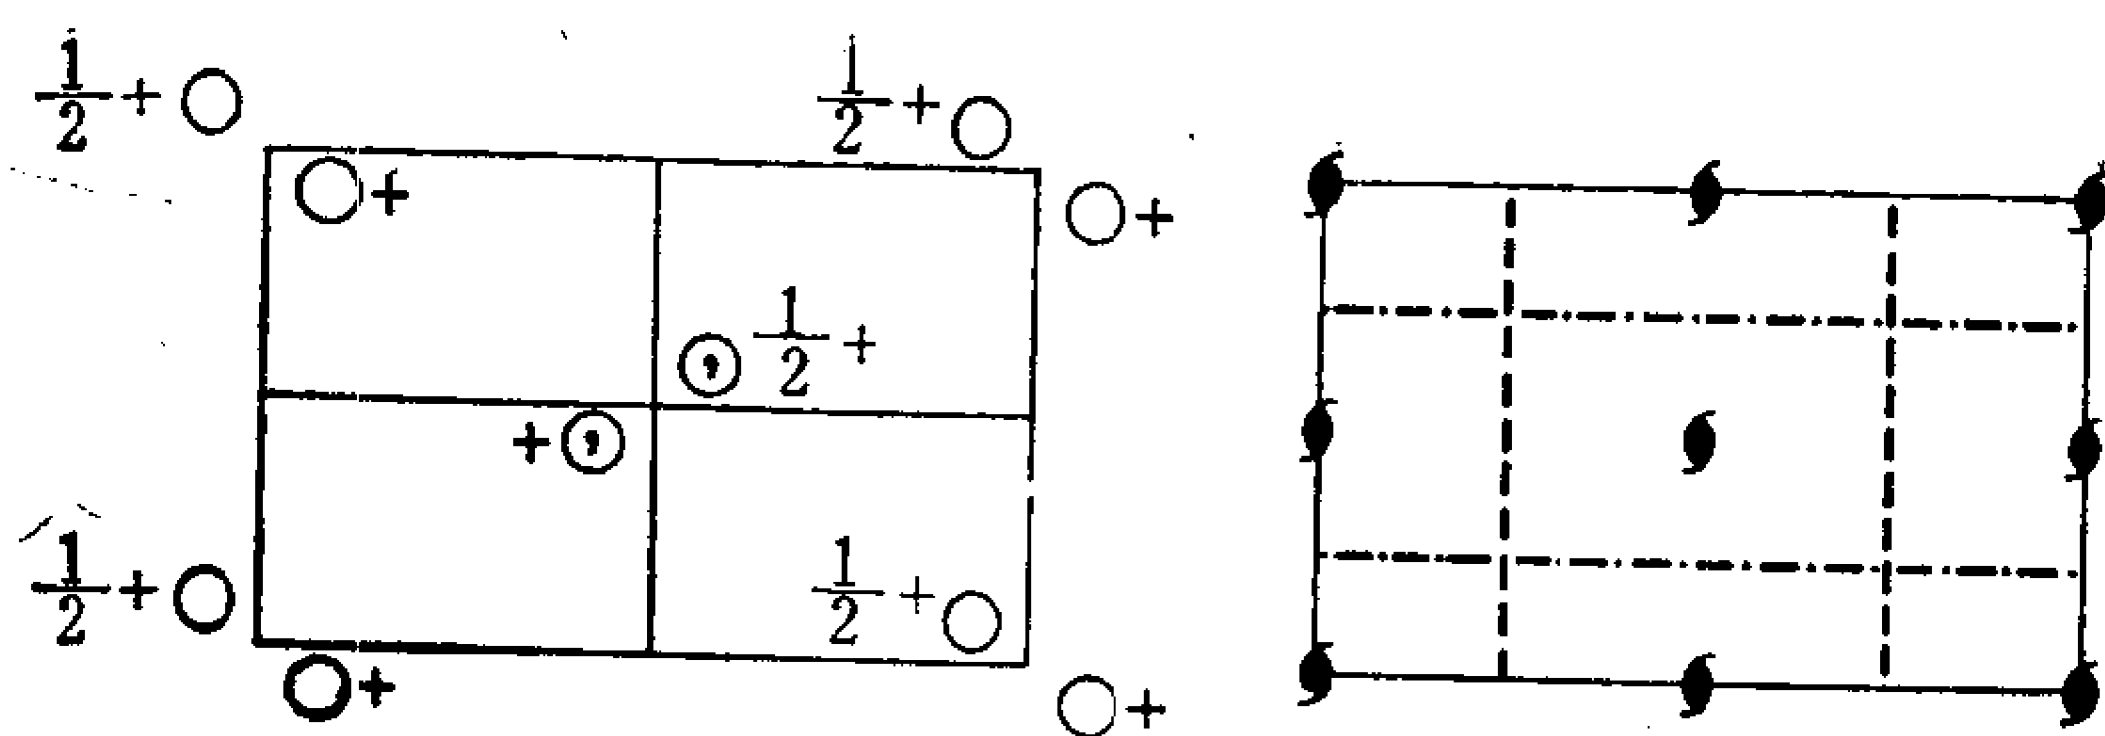 1/2 + ○
1/2 + ○
○ +
○ +
, 1/2 +
+ ,
1/2 + ○
1/2 + ○
○ +
○ +